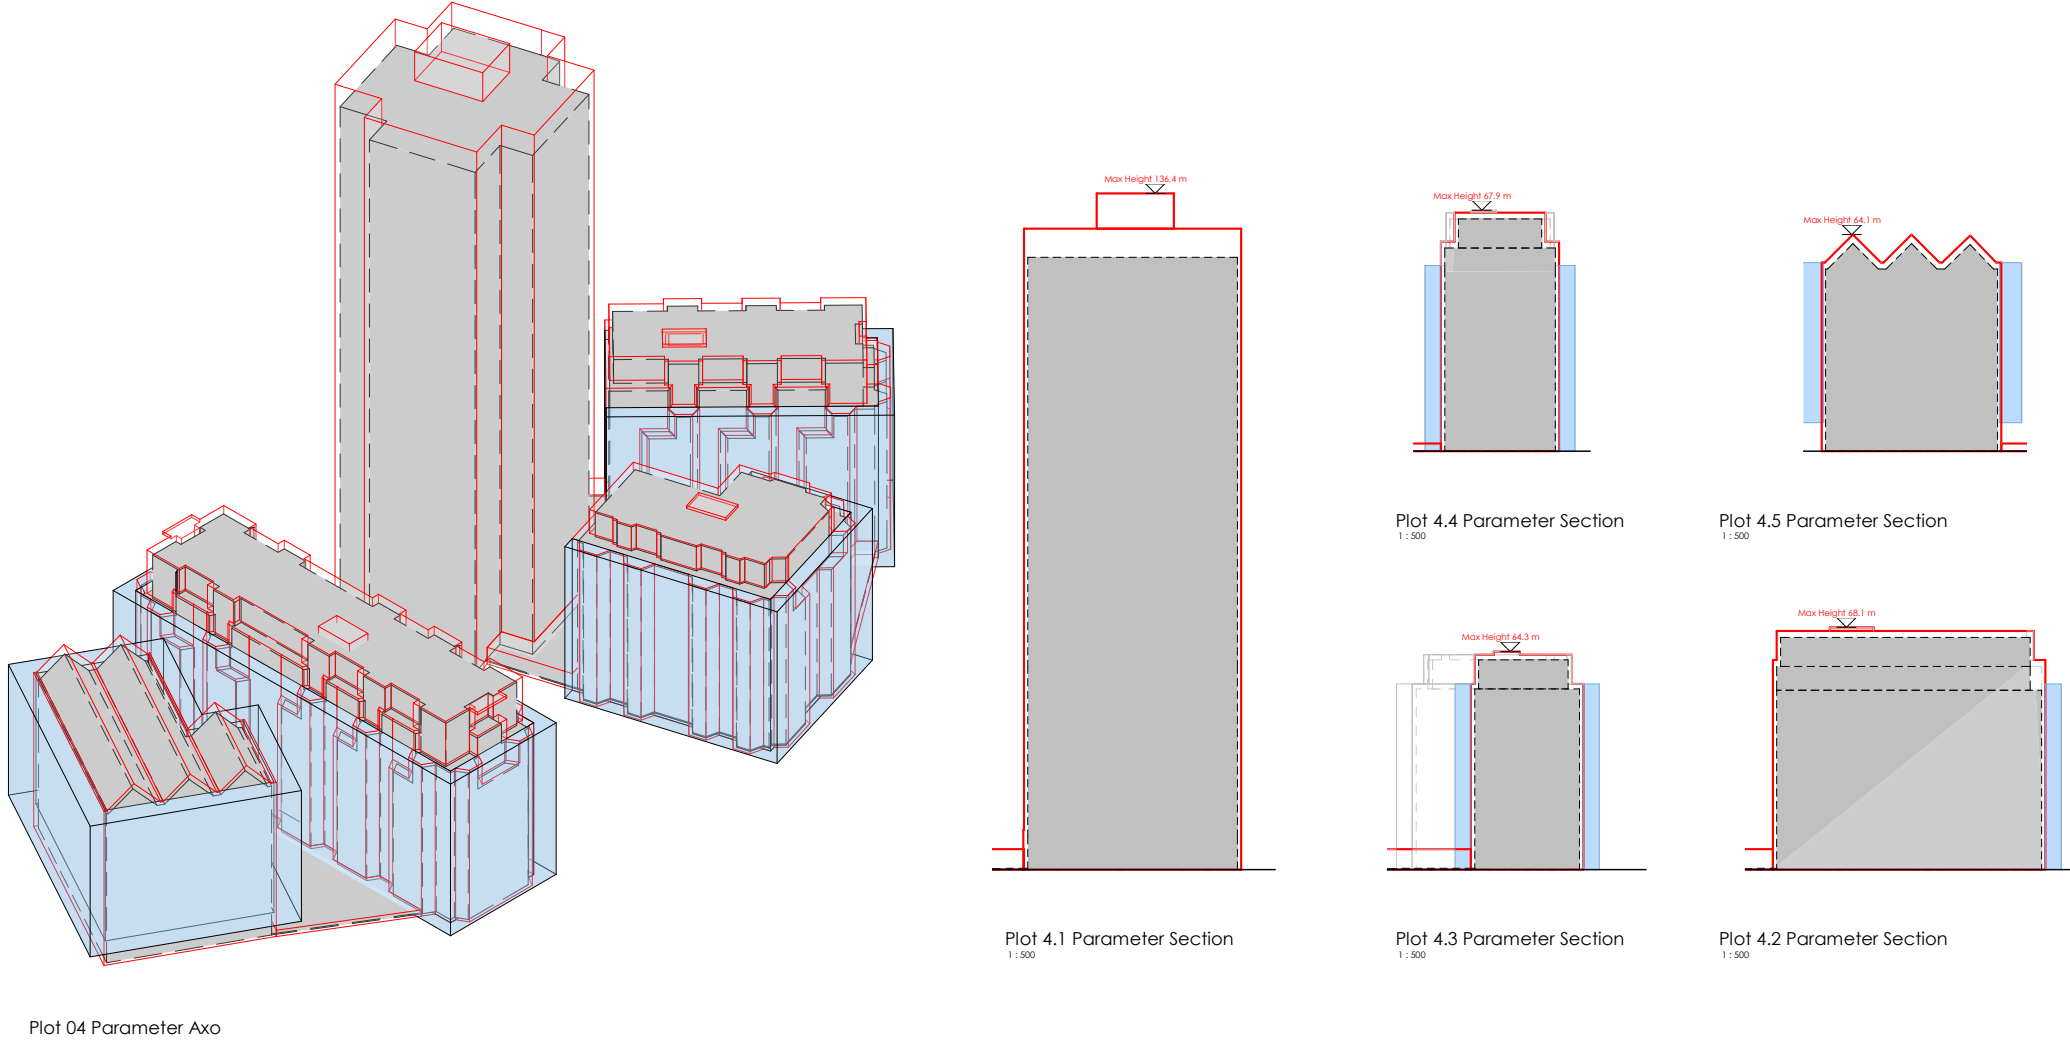 Max Height 136.4 m
Max Height 67.9 m
Max Height 64.1 m
Plot 4.4 Parameter Section
1 : 500
Plot 4.5 Parameter Section
1 : 500
Max Height 64.3 m
Max Height 68.1 m
Plot 4.1 Parameter Section
1 : 500
Plot 4.3 Parameter Section
1 : 500
Plot 4.2 Parameter Section
1 : 500
Plot 04 Parameter Axo